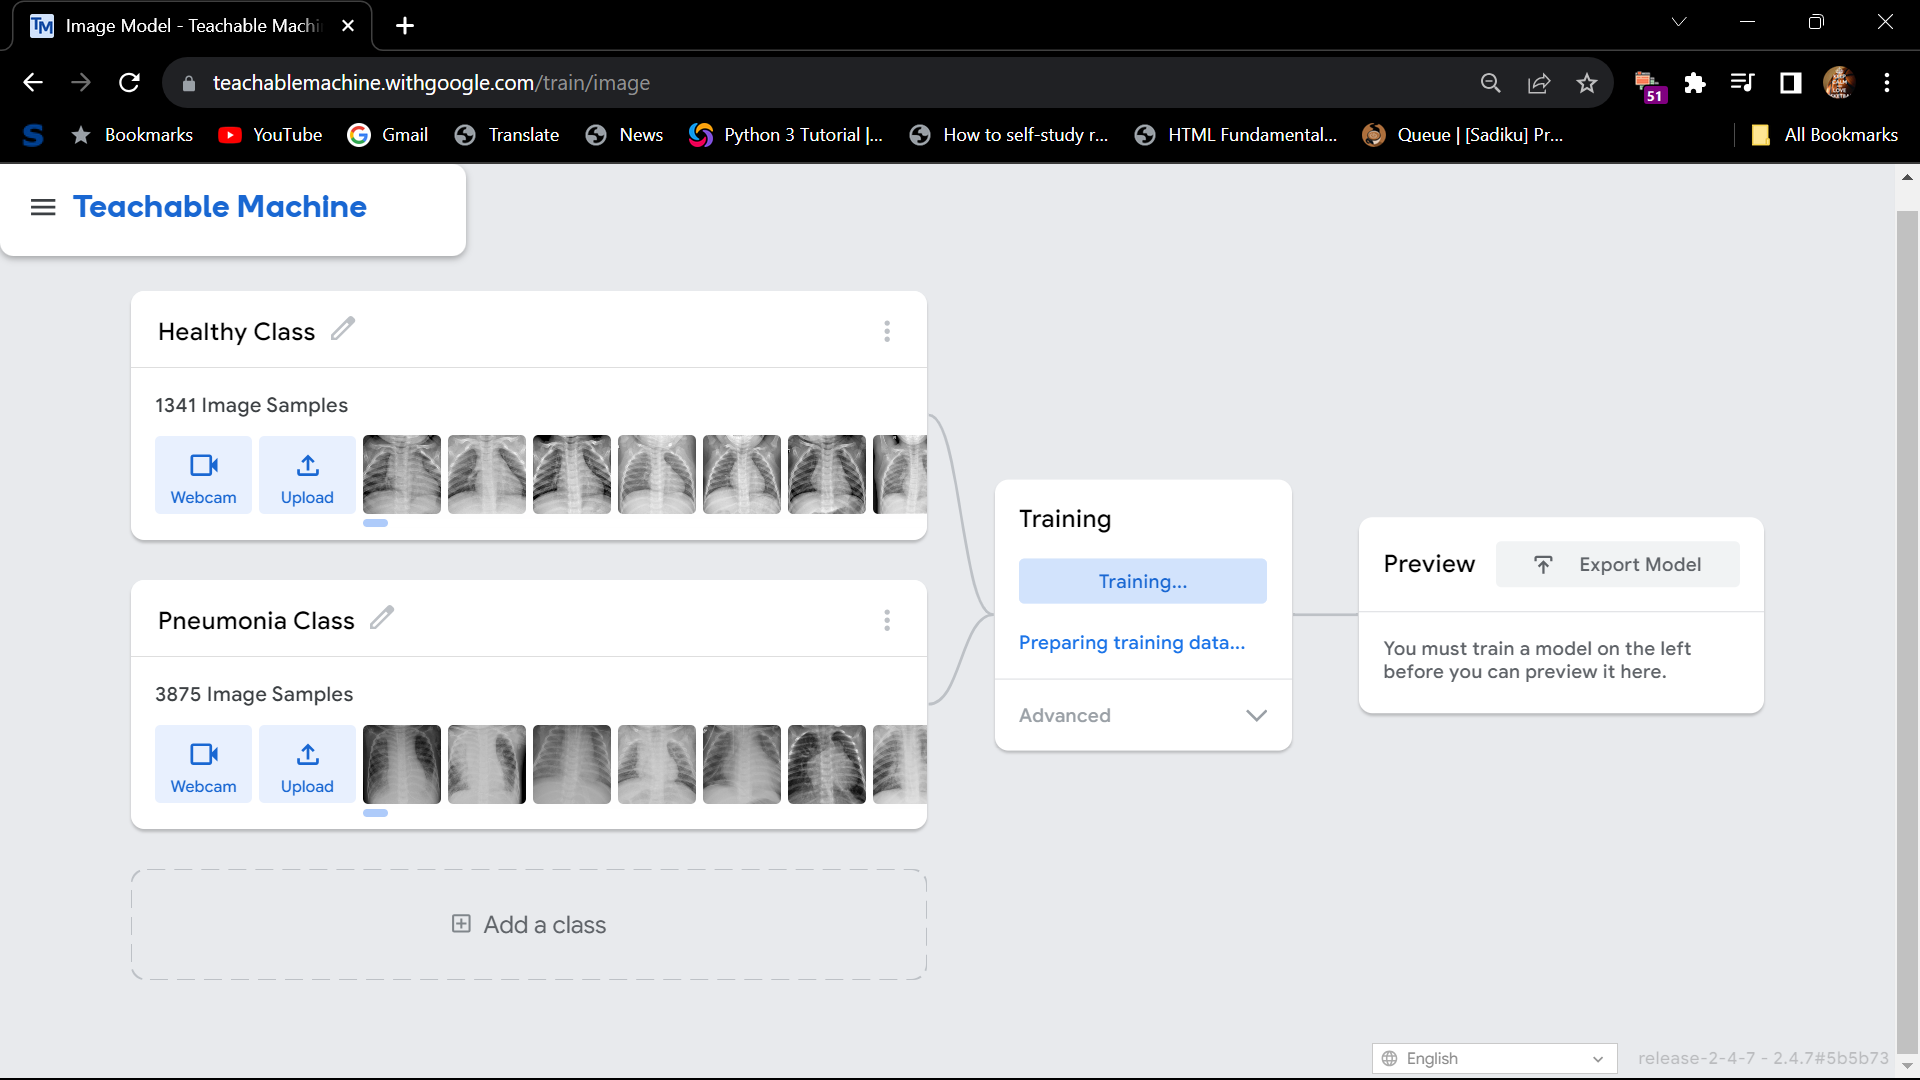 TM Image Model - Teachable Machi
teachablemachine.withgoogle.com/train/image
51
S Bookmarks YouTube Gmail Translate News Python 3 Tutorial |... How to self-study r... HTML Fundamental... Queue | [Sadiku] Pr... All Bookmarks
Teachable Machine
Healthy Class
1341 Image Samples
Webcam Upload
Pneumonia Class
3875 Image Samples
Webcam Upload
Add a class
Training
Training...
Preparing training data...
Advanced
Preview Export Model
You must train a model on the left
before you can preview it here.
English release-2-4-7 - 2.4.7#5b5b73